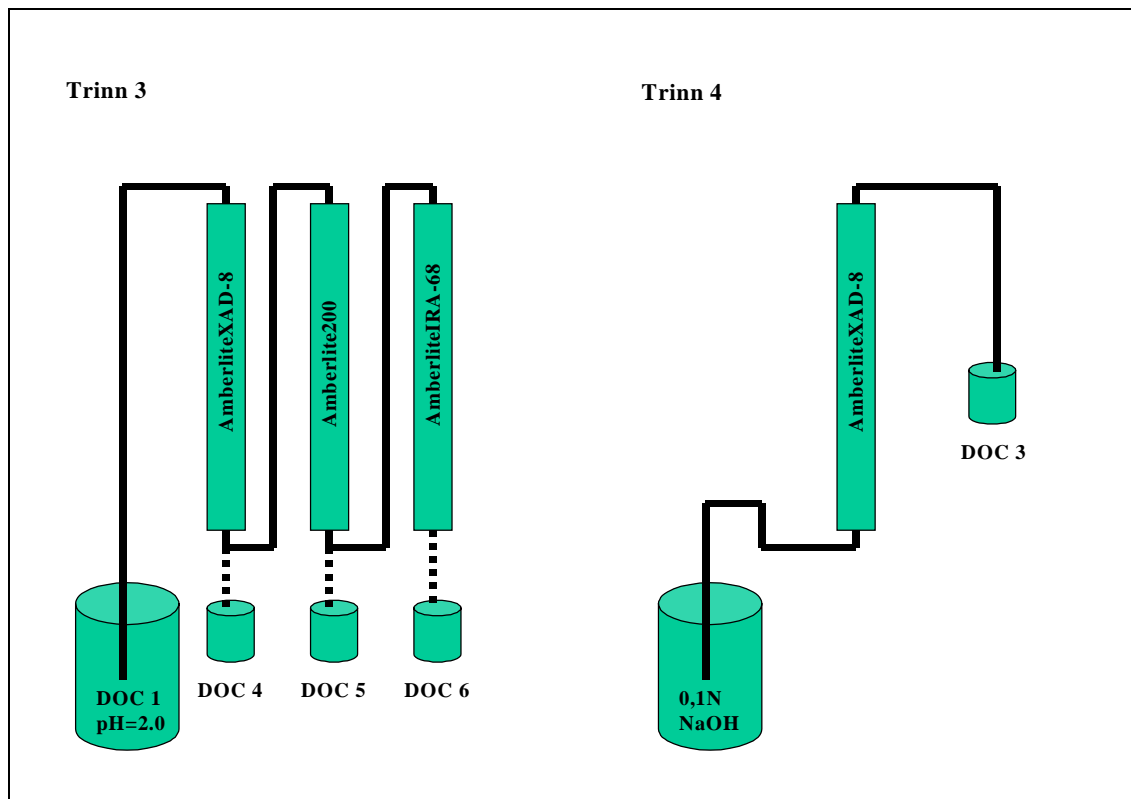 Trinn 3
AmberliteXAD-8
Amberlite200
AmberliteIRA-68
DOC 1
pH=2.0
DOC 4
DOC 5
DOC 6
Trinn 4
AmberliteXAD-8
DOC 3
0,1N
NaOH